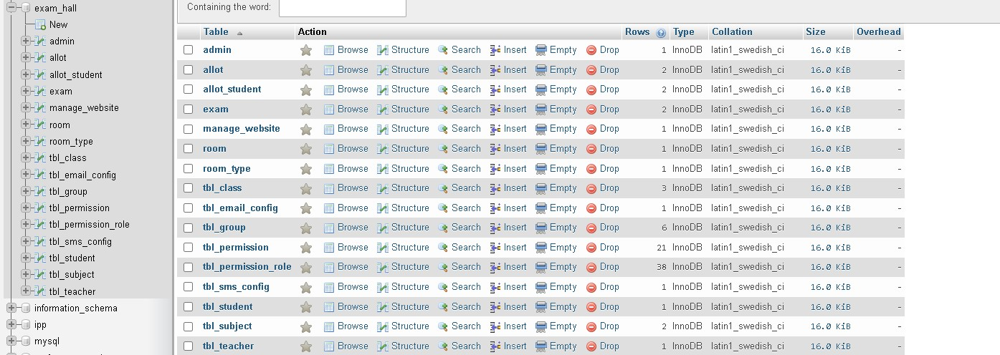 exam_hall
New
admin
allot
allot_student
exam
manage_website
room
room_type
tbl_class
tbl_email_config
tbl_group
tbl_permission
tbl_permission_role
tbl_sms_config
tbl_student
tbl_subject
tbl_teacher
information_schema
ipp
mysql
Containing the word:
Table Action Rows Type Collation Size Overhead
admin Browse Structure Search Insert Empty Drop 1 InnoDB latin1_swedish_ci 16.0 KiB -
allot Browse Structure Search Insert Empty Drop 2 InnoDB latin1_swedish_ci 16.0 KiB -
allot_student Browse Structure Search Insert Empty Drop 2 InnoDB latin1_swedish_ci 16.0 KiB -
exam Browse Structure Search Insert Empty Drop 2 InnoDB latin1_swedish_ci 16.0 KiB -
manage_website Browse Structure Search Insert Empty Drop 1 InnoDB latin1_swedish_ci 16.0 KiB -
room Browse Structure Search Insert Empty Drop 1 InnoDB latin1_swedish_ci 16.0 KiB -
room_type Browse Structure Search Insert Empty Drop 1 InnoDB latin1_swedish_ci 16.0 KiB -
tbl_class Browse Structure Search Insert Empty Drop 3 InnoDB latin1_swedish_ci 16.0 KiB -
tbl_email_config Browse Structure Search Insert Empty Drop 1 InnoDB latin1_swedish_ci 16.0 KiB -
tbl_group Browse Structure Search Insert Empty Drop 6 InnoDB latin1_swedish_ci 16.0 KiB -
tbl_permission Browse Structure Search Insert Empty Drop 21 InnoDB latin1_swedish_ci 16.0 KiB -
tbl_permission_role Browse Structure Search Insert Empty Drop 38 InnoDB latin1_swedish_ci 16.0 KiB -
tbl_sms_config Browse Structure Search Insert Empty Drop 1 InnoDB latin1_swedish_ci 16.0 KiB -
tbl_student Browse Structure Search Insert Empty Drop 1 InnoDB latin1_swedish_ci 16.0 KiB -
tbl_subject Browse Structure Search Insert Empty Drop 2 InnoDB latin1_swedish_ci 16.0 KiB -
tbl_teacher Browse Structure Search Insert Empty Drop 1 InnoDB latin1_swedish_ci 16.0 KiB -